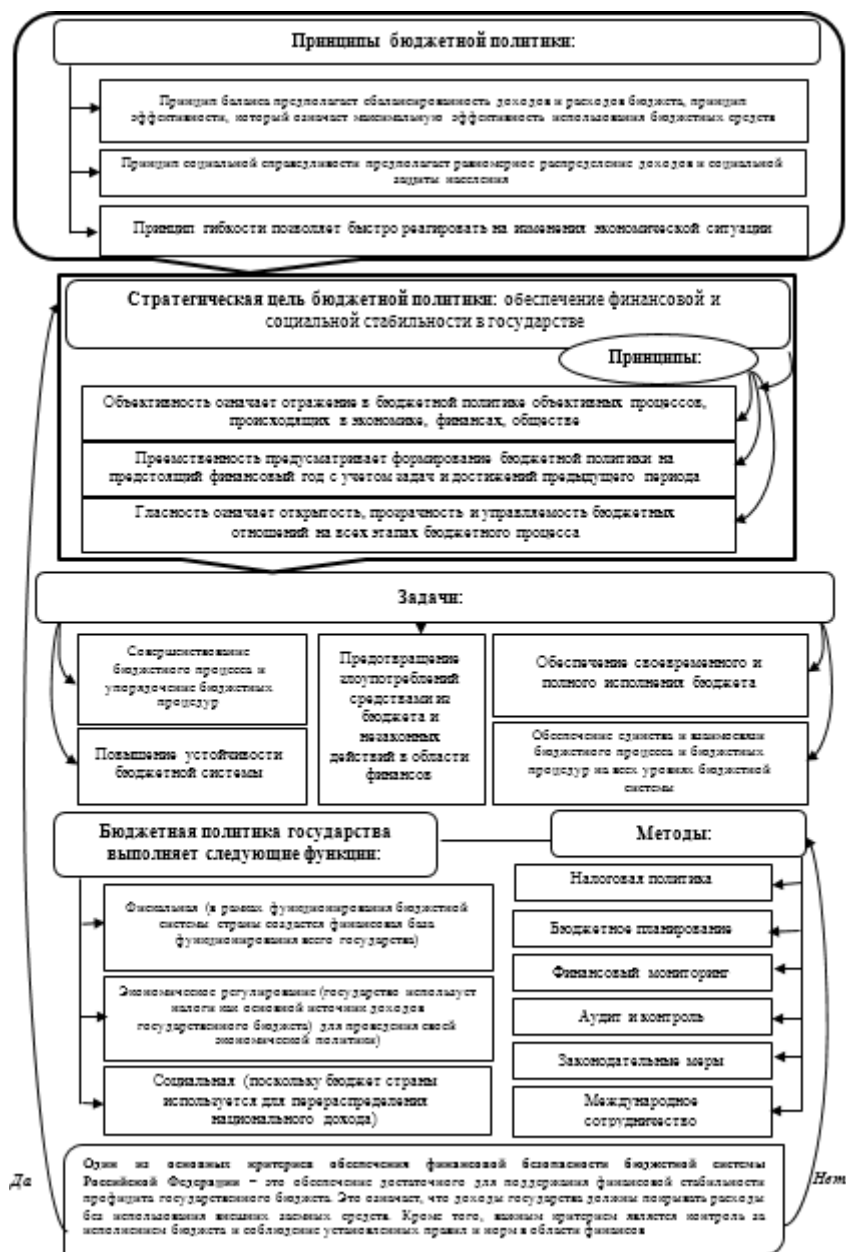 Принципы бюджетной политики:
Принцип баланса предполагает сбалансированность доходов и расходов бюджета, принцип
эффективности, который означает максимальную эффективность использования бюджетных средств
Принцип социальной справедливости предполагает равномерное распределение доходов и социальной
защиты населения
Принцип гибкости позволяет быстро реагировать на изменения экономической ситуации
Стратегическая цель бюджетной политики: обеспечение финансовой и
социальной стабильности в государстве
Принципы:
Объективность означает отражение в бюджетной политике объективных процессов,
происходящих в экономике, финансах, обществе
Преемственность предусматривает формирование бюджетной политики на
предстоящий финансовый год с учетом задач и достижений предыдущего периода
Гласность означает открытость, прозрачность и управляемость бюджетных
отношений на всех этапах бюджетного процесса
Задачи:
Совершенствование
бюджетного процесса и
упорядочение бюджетных
процедур
Повышение устойчивости
бюджетной системы
Предотвращение
злоупотреблений
средствами из
бюджета и
незаконных
действий в области
финансов
Обеспечение своевременного и
полного исполнения бюджета
Обеспечение единства и взаимосвязи
бюджетного процесса и бюджетных
процедур на всех уровнях бюджетной
системы
Бюджетная политика государства
выполняет следующие функции:
Фискальная (в рамках функционирования бюджетной
системы страны создается финансовая база
функционирования всего государства)
Экономическое регулирование (государство использует
налоги как основной источник доходов
государственного бюджета) для проведения своей
экономической политики)
Социальная (поскольку бюджет страны
используется для перераспределения
национального дохода)
Методы:
Налоговая политика
Бюджетное планирование
Финансовый мониторинг
Аудит и контроль
Законодательные меры
Международное
сотрудничество
Да
Один из основных критериев обеспечения финансовой безопасности бюджетной системы
Российской Федерации – это обеспечение достаточного для поддержания финансовой стабильности
профицита государственного бюджета. Это означает, что доходы государства должны покрывать расходы
без использования внешних заемных средств. Кроме того, важным критерием является контроль за
исполнением бюджета и соблюдение установленных правил и норм в области финансов
Нет